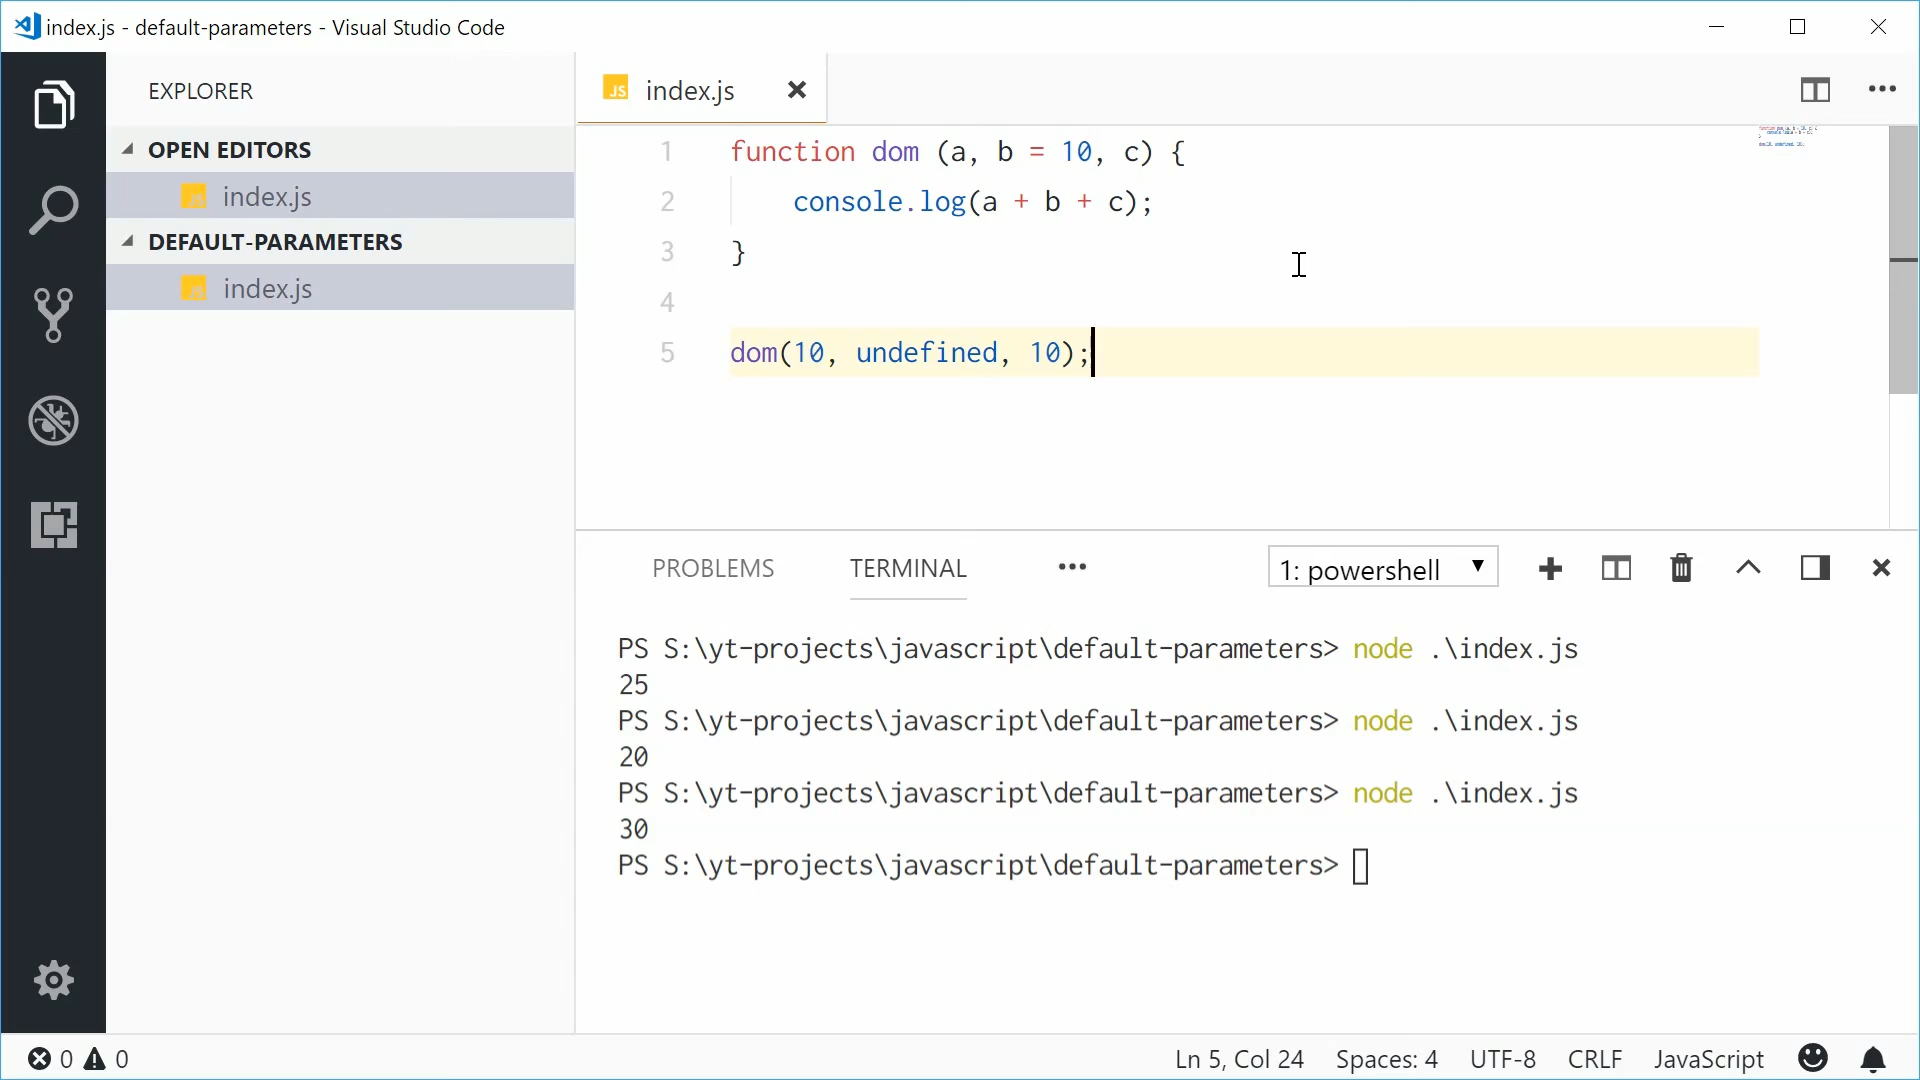 index.js - default-parameters - Visual Studio Code
EXPLORER
OPEN EDITORS
index.js
DEFAULT-PARAMETERS
index.js
JS index.js
1 function dom (a, b = 10, c) {
2 console.log(a + b + c);
3 }
4
5 dom(10, undefined, 10);
PROBLEMS TERMINAL 1: powershell
PS S:\yt-projects\javascript\default-parameters> node .\index.js
25
PS S:\yt-projects\javascript\default-parameters> node .\index.js
20
PS S:\yt-projects\javascript\default-parameters> node .\index.js
30
PS S:\yt-projects\javascript\default-parameters>
0 0 Ln 5, Col 24 Spaces: 4 UTF-8 CRLF JavaScript